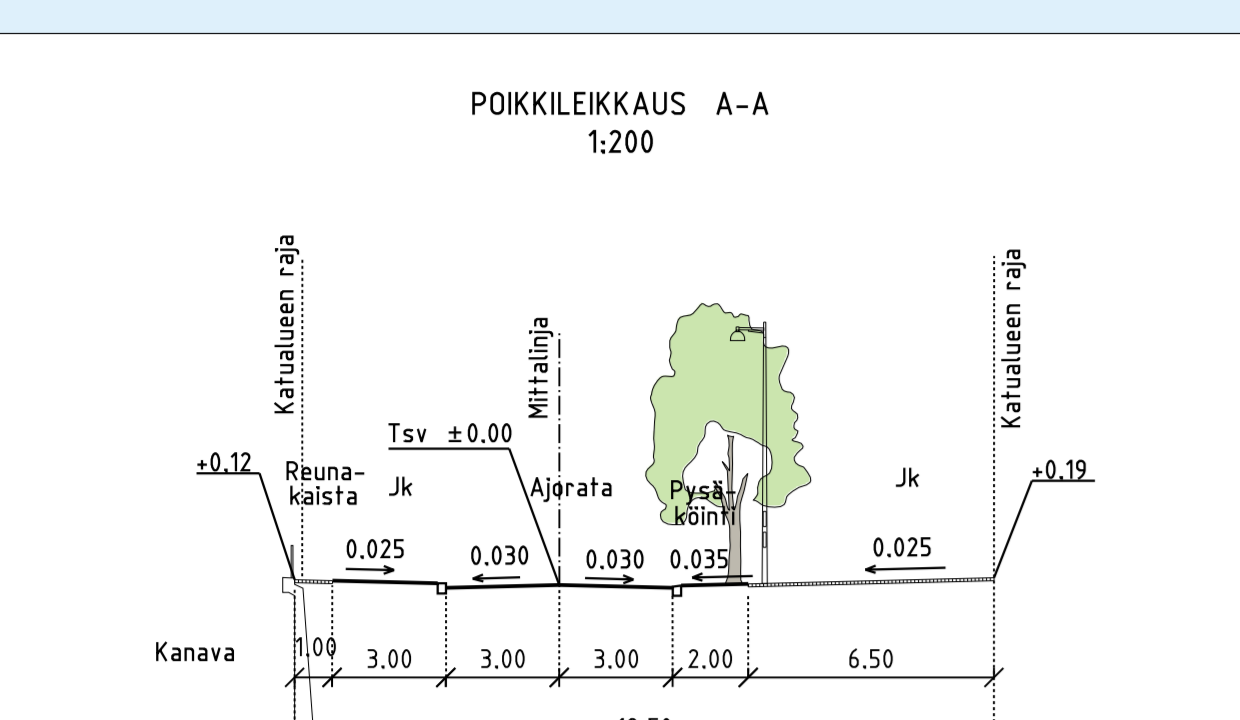 POIKKILEIKKAUS A-A
1:200
Katualueen raja
Katualueen raja
Mittalinja
Tsv ±0.00
+0.12
Reuna-
kaista
Jk
Ajorata
Pysä-
köinti
Jk
+0.19
0.025
0.030
0.030
0.035
0.025
Kanava
1.00
3.00
3.00
3.00
2.00
6.50